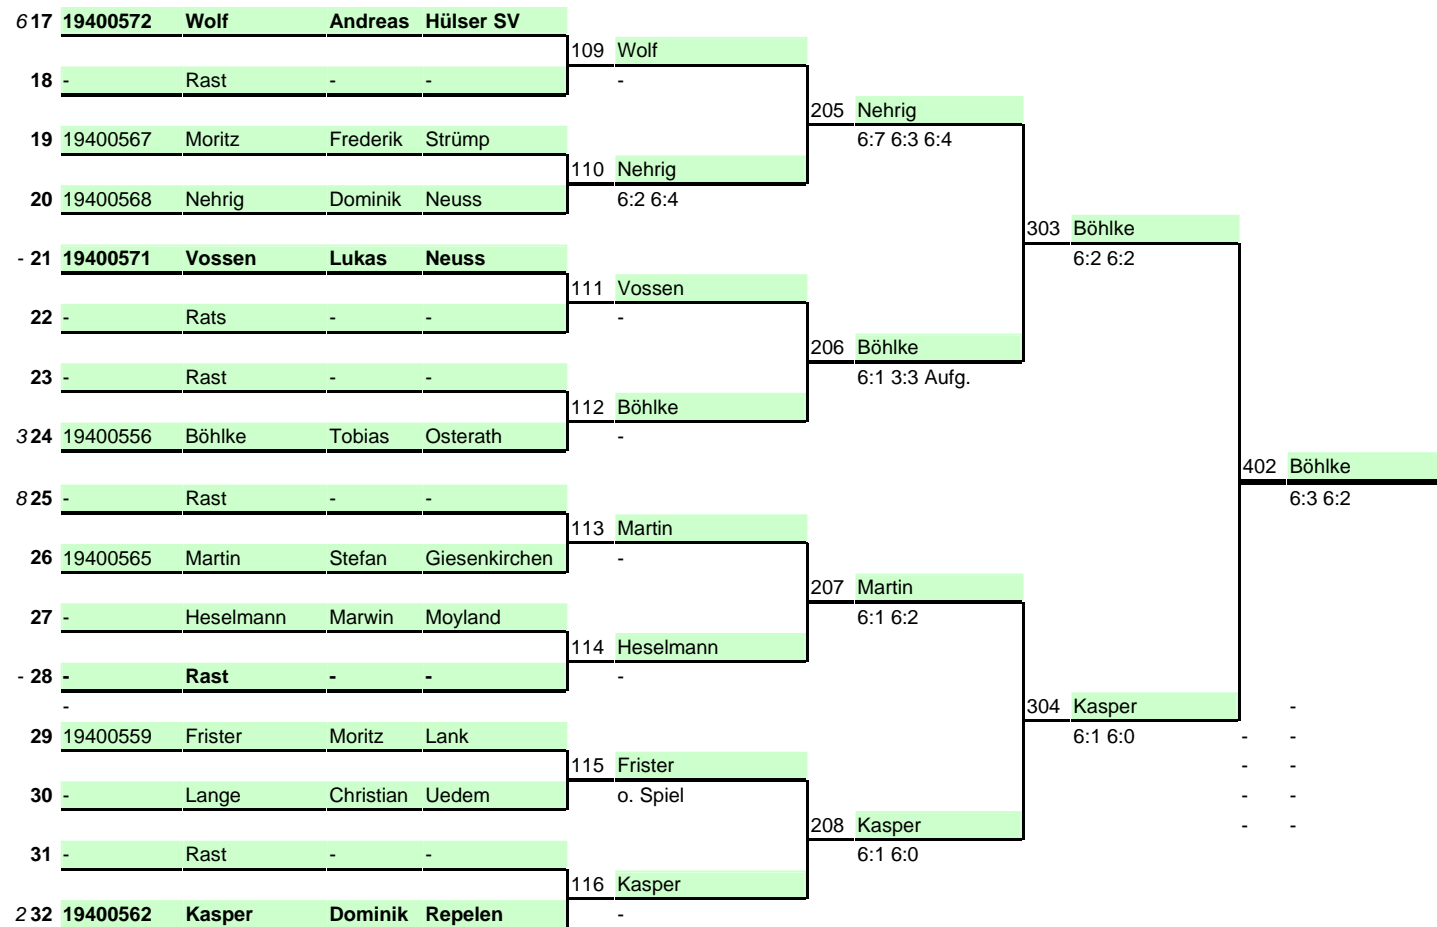 6 17 19400572 Wolf Andreas Hülser SV
109 Wolf
18 - Rast - - -
205 Nehrig
19 19400567 Moritz Frederik Strümp 6:7 6:3 6:4
110 Nehrig
20 19400568 Nehrig Dominik Neuss 6:2 6:4
303 Böhlke
- 21 19400571 Vossen Lukas Neuss 6:2 6:2
111 Vossen
22 - Rats - - -
206 Böhlke
23 - Rast - - 6:1 3:3 Aufg.
112 Böhlke
3 24 19400556 Böhlke Tobias Osterath -
402 Böhlke
8 25 - Rast - - 6:3 6:2
113 Martin
26 19400565 Martin Stefan Giesenkirchen -
207 Martin
27 - Heselmann Marwin Moyland 6:1 6:2
114 Heselmann
- 28 - Rast - - -
- 304 Kasper -
29 19400559 Frister Moritz Lank 6:1 6:0 - -
115 Frister - -
30 - Lange Christian Uedem o. Spiel - -
208 Kasper - -
31 - Rast - - 6:1 6:0
116 Kasper
2 32 19400562 Kasper Dominik Repelen -